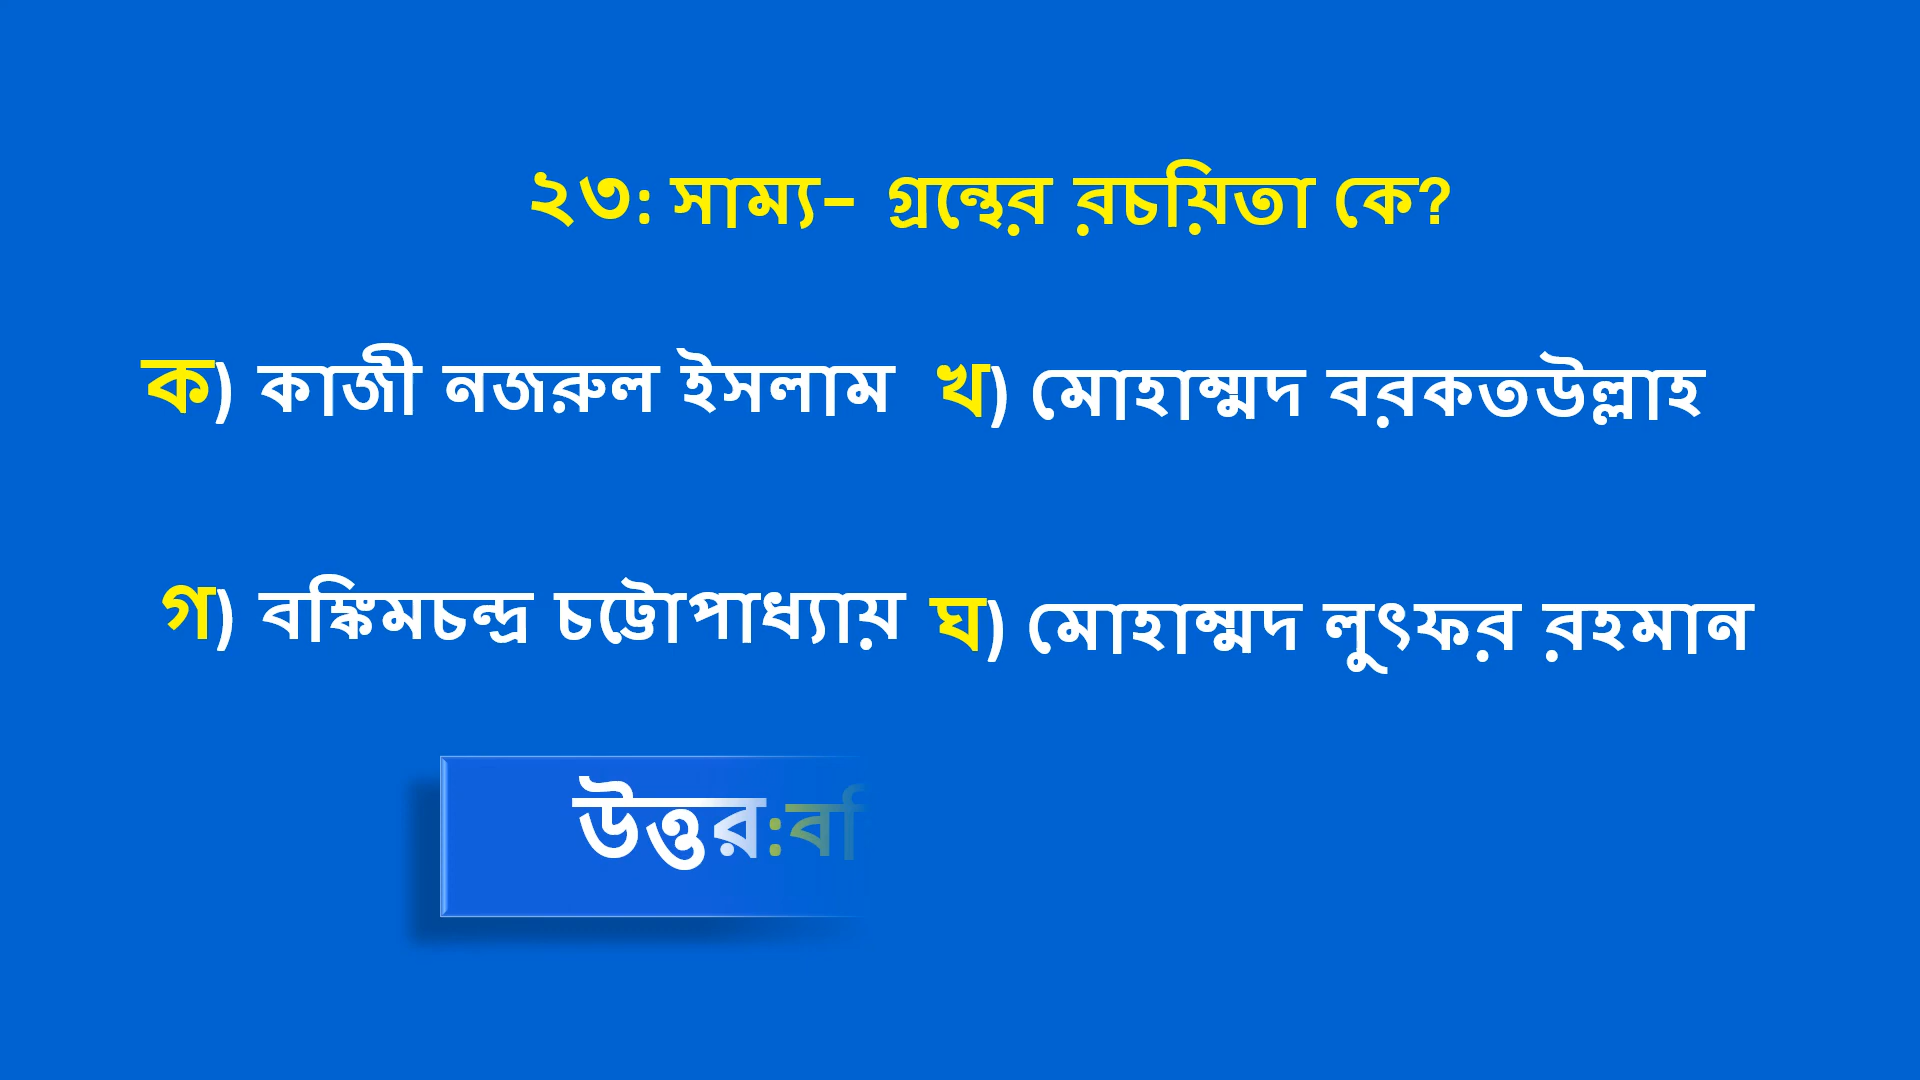 ২৩: সাম্য– গ্রন্থের রচয়িতা কে?
ক) কাজী নজরুল ইসলাম খ) মোহাম্মদ বরকতউল্লাহ
গ) বঙ্কিমচন্দ্র চট্টোপাধ্যায় ঘ) মোহাম্মদ লুৎফর রহমান
উত্তর: